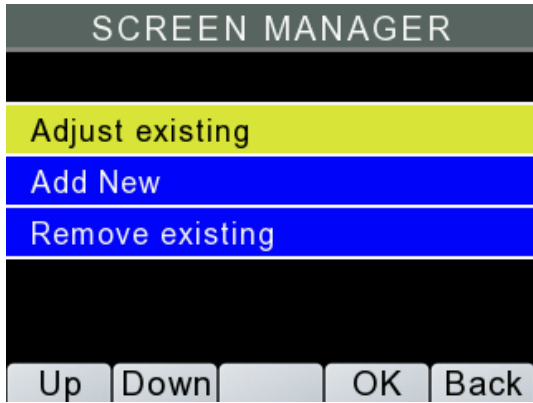 SCREEN MANAGER
Adjust existing
Add New
Remove existing
Up Down OK Back